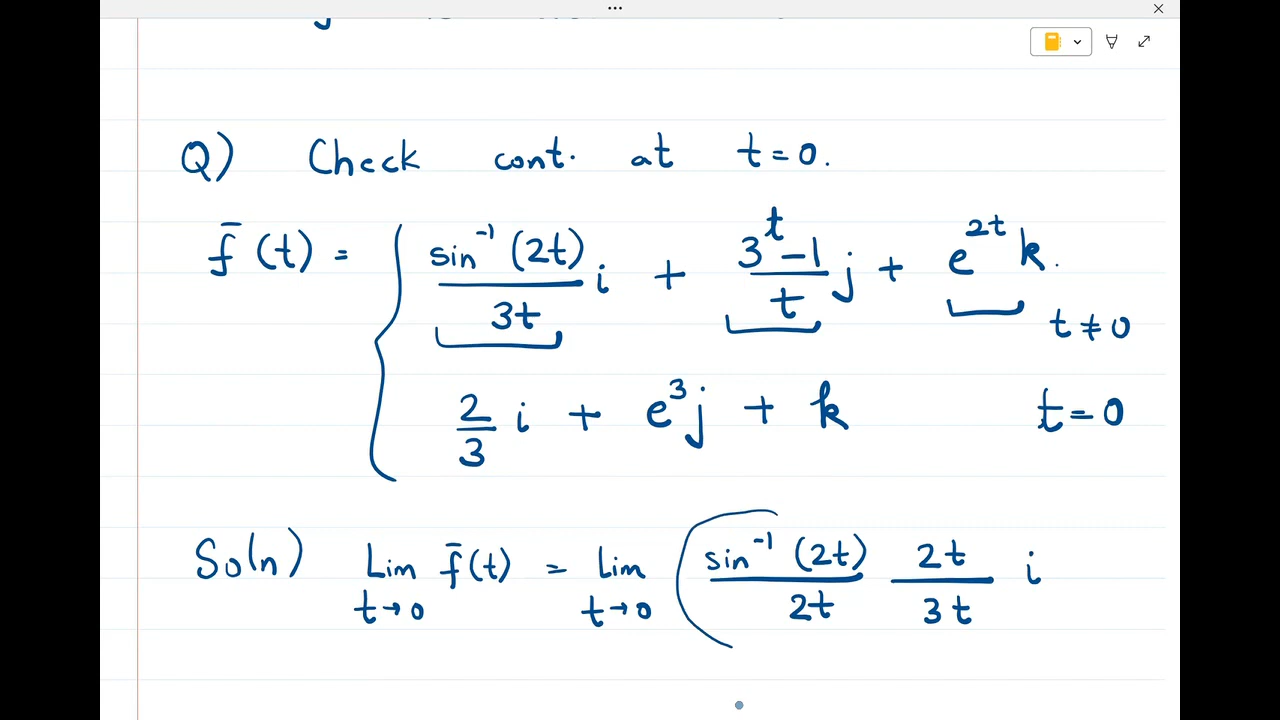 Q) Check cont. at t=0.
f̄(t) = { sin⁻¹(2t)/3t i + (3ᵗ-1)/t j + e²ᵗ k. t≠0
2/3 i + e³j + k t=0
Soln) Lim t→0 f̄(t) = Lim t→0 ( sin⁻¹(2t)/2t 2t/3t i